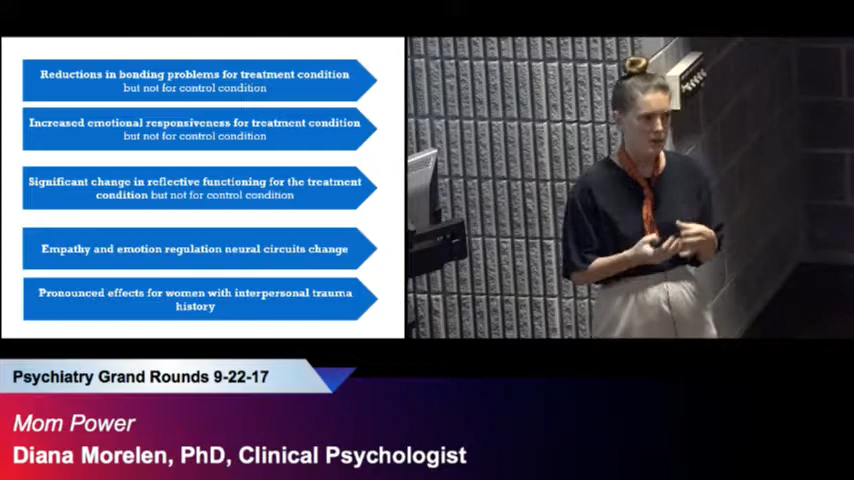 Reductions in bonding problems for treatment condition
but not for control condition
Increased emotional responsiveness for treatment condition
but not for control condition
Significant change in reflective functioning for the treatment
condition but not for control condition
Empathy and emotion regulation neural circuits change
Pronounced effects for women with interpersonal trauma
history
Psychiatry Grand Rounds 9-22-17
Mom Power
Diana Morelen, PhD, Clinical Psychologist